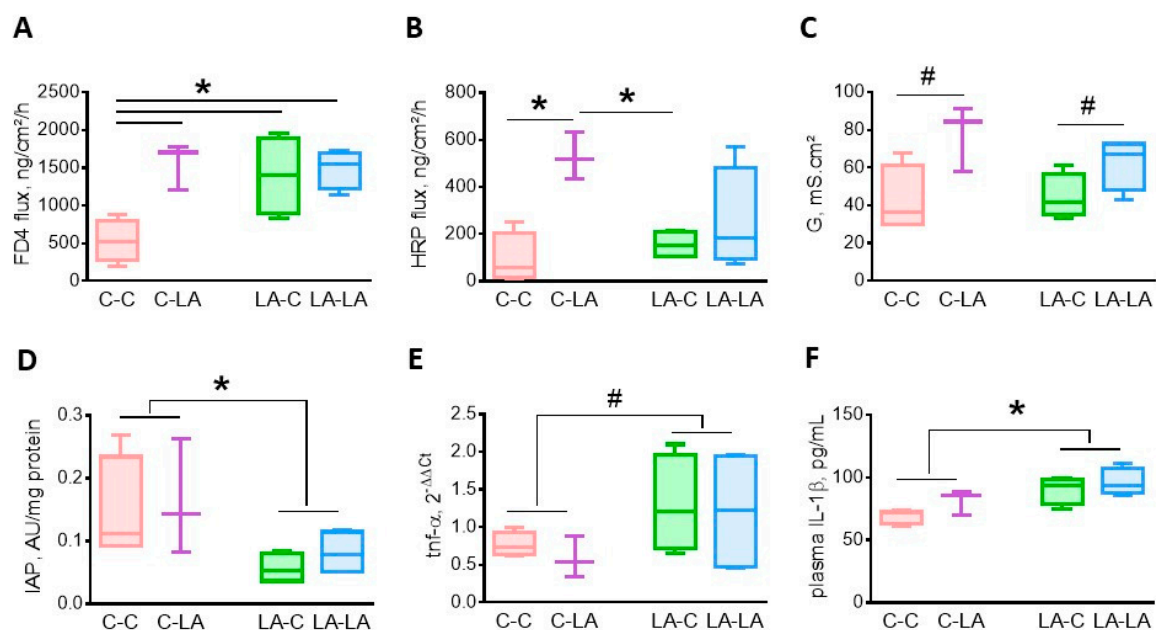 A
B
C
*
*
*
#
#
FD4 flux, ng/cm²/h
2500
2000
1500
1000
500
0
C-C C-LA LA-C LA-LA
HRP flux, ng/cm²/h
800
600
400
200
0
C-C C-LA LA-C LA-LA
G, mS.cm²
100
80
60
40
20
0
C-C C-LA LA-C LA-LA
D
E
F
*
#
*
IAP, AU/mg protein
0.3
0.2
0.1
0.0
C-C C-LA LA-C LA-LA
tnf-α, 2^-ΔΔCt
2.5
2.0
1.5
1.0
0.5
0.0
C-C C-LA LA-C LA-LA
plasma IL-1β, pg/mL
150
100
50
0
C-C C-LA LA-C LA-LA